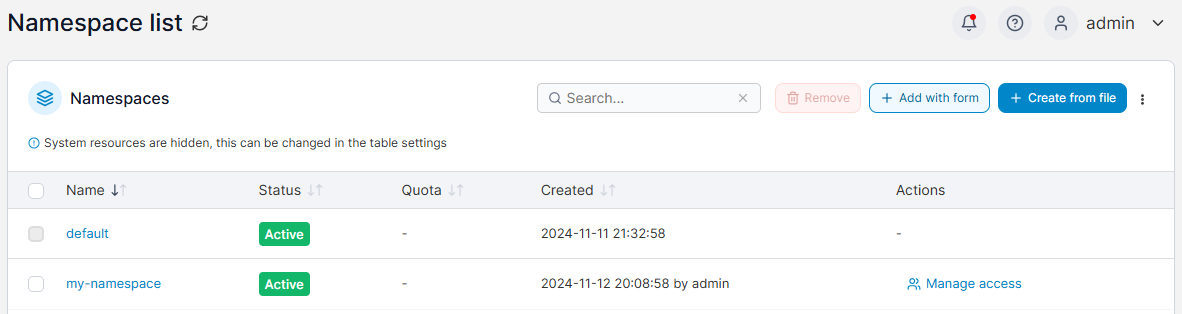 Namespace list
admin
Namespaces
Search...
Remove
Add with form
Create from file
System resources are hidden, this can be changed in the table settings
Name Status Quota Created Actions
default Active - 2024-11-11 21:32:58 -
my-namespace Active - 2024-11-12 20:08:58 by admin Manage access